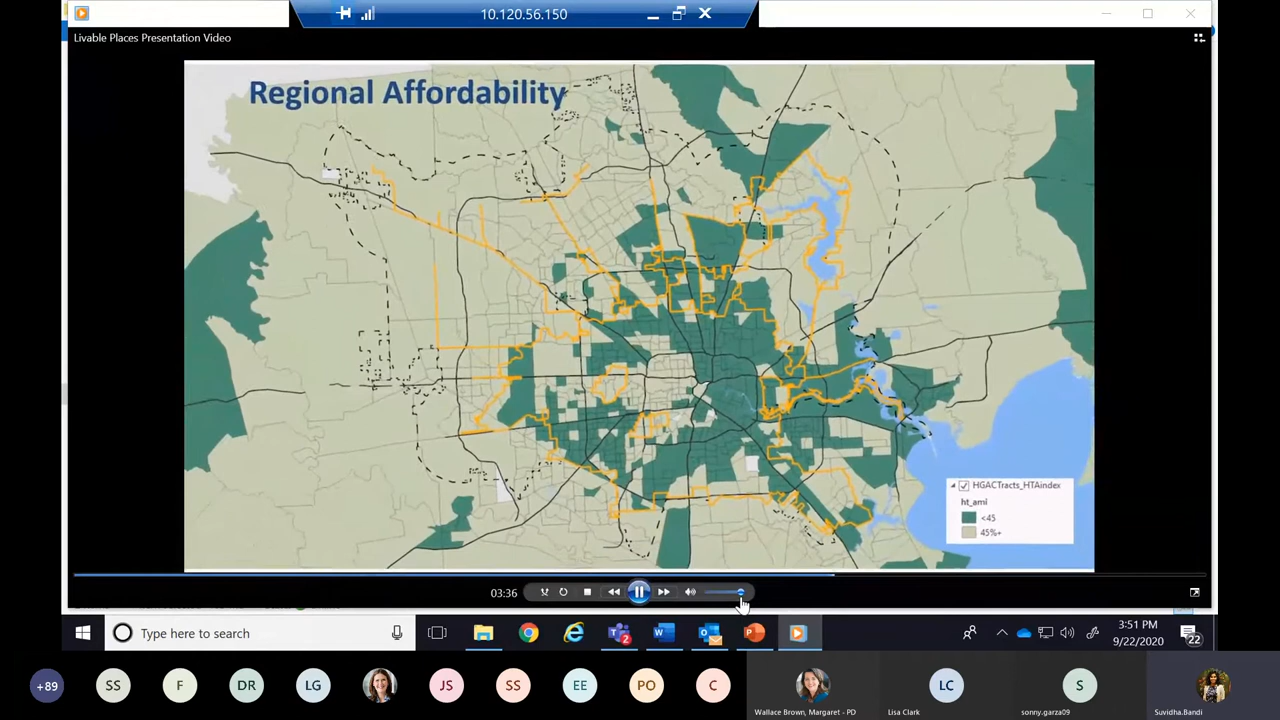 10.120.56.150
Livable Places Presentation Video
Regional Affordability
HGACTracts_HTAindex
ht_ami
<45
45%+
03:36
Type here to search
2
3:51 PM
9/22/2020
22
+89
SS
F
DR
LG
JS
SS
EE
PO
C
LC
S
Wallace Brown, Margaret - PD
Lisa Clark
sonny.garza09
Suvidha.Bandi